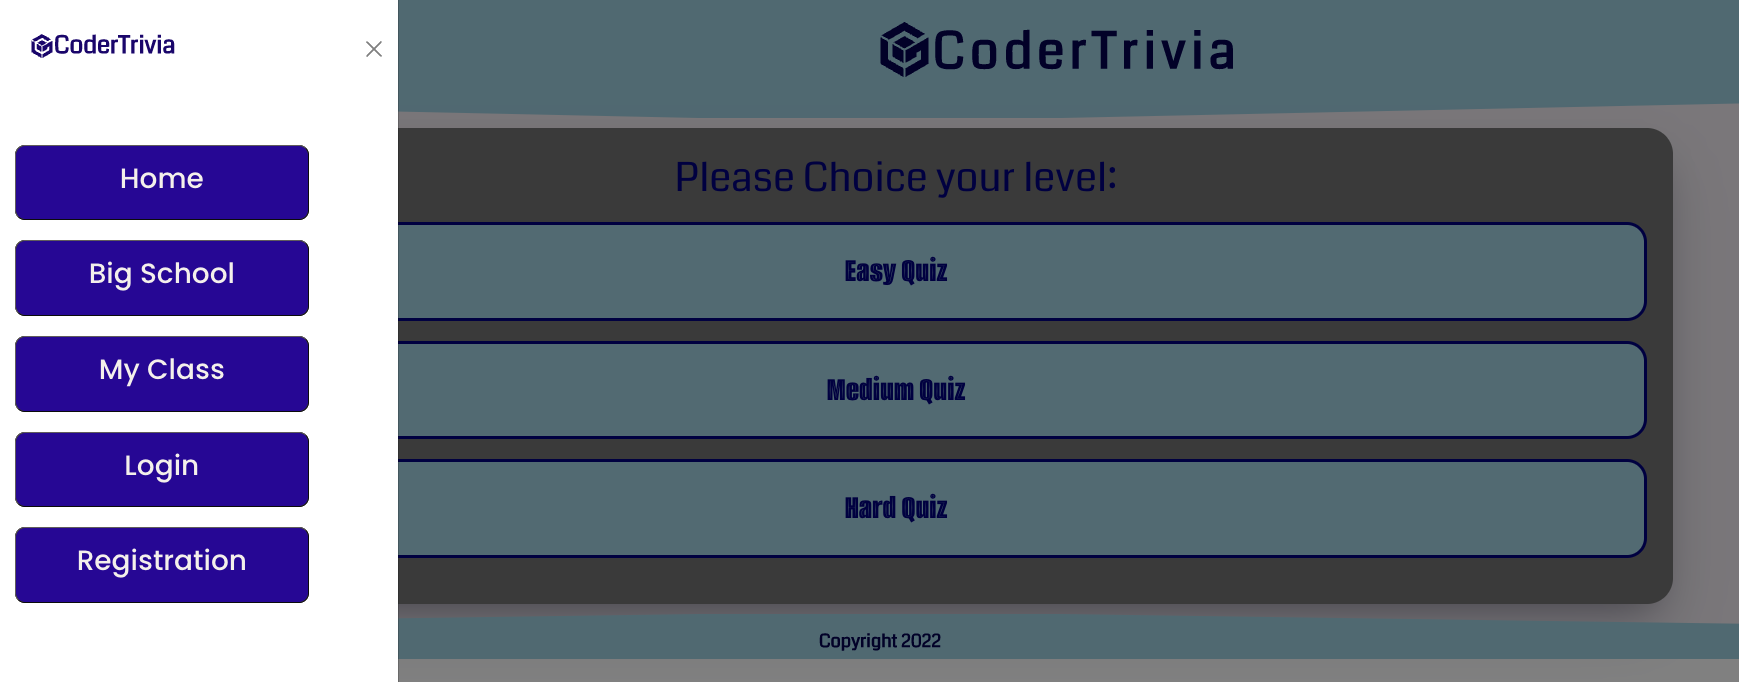 CoderTrivia
Home
Big School
My Class
Login
Registration
CoderTrivia
Please Choice your level:
Easy Quiz
Medium Quiz
Hard Quiz
Copyright 2022